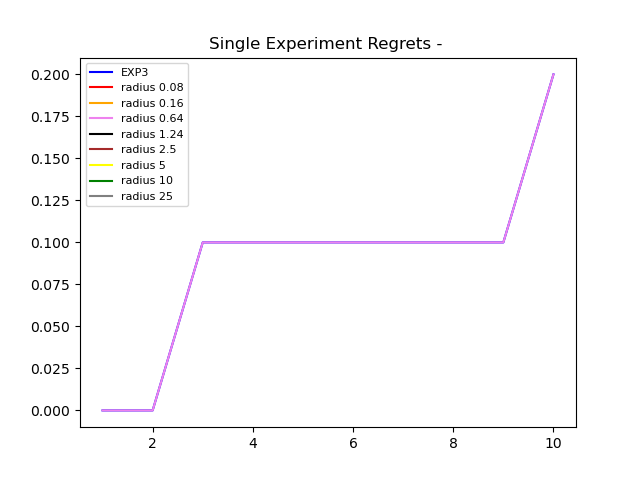 Single Experiment Regrets -
0.200
0.175
0.150
0.125
0.100
0.075
0.050
0.025
0.000
EXP3
radius 0.08
radius 0.16
radius 0.64
radius 1.24
radius 2.5
radius 5
radius 10
radius 25
2 4 6 8 10